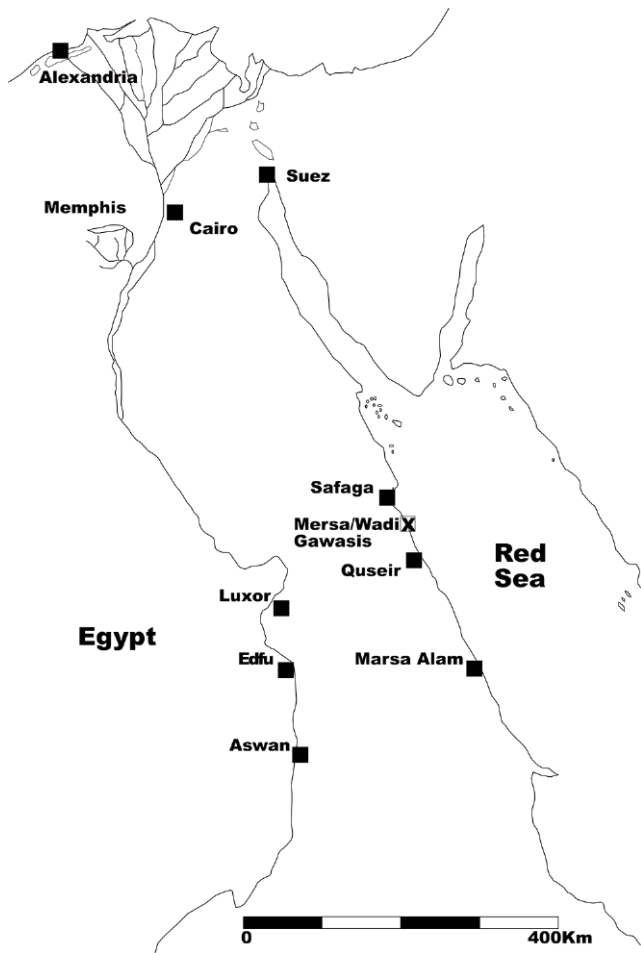 Alexandria
Suez
Memphis
Cairo
Safaga
Mersa/Wadi X
Gawasis
Red
Sea
Quseir
Luxor
Egypt
Edfu
Marsa Alam
Aswan
0 400Km